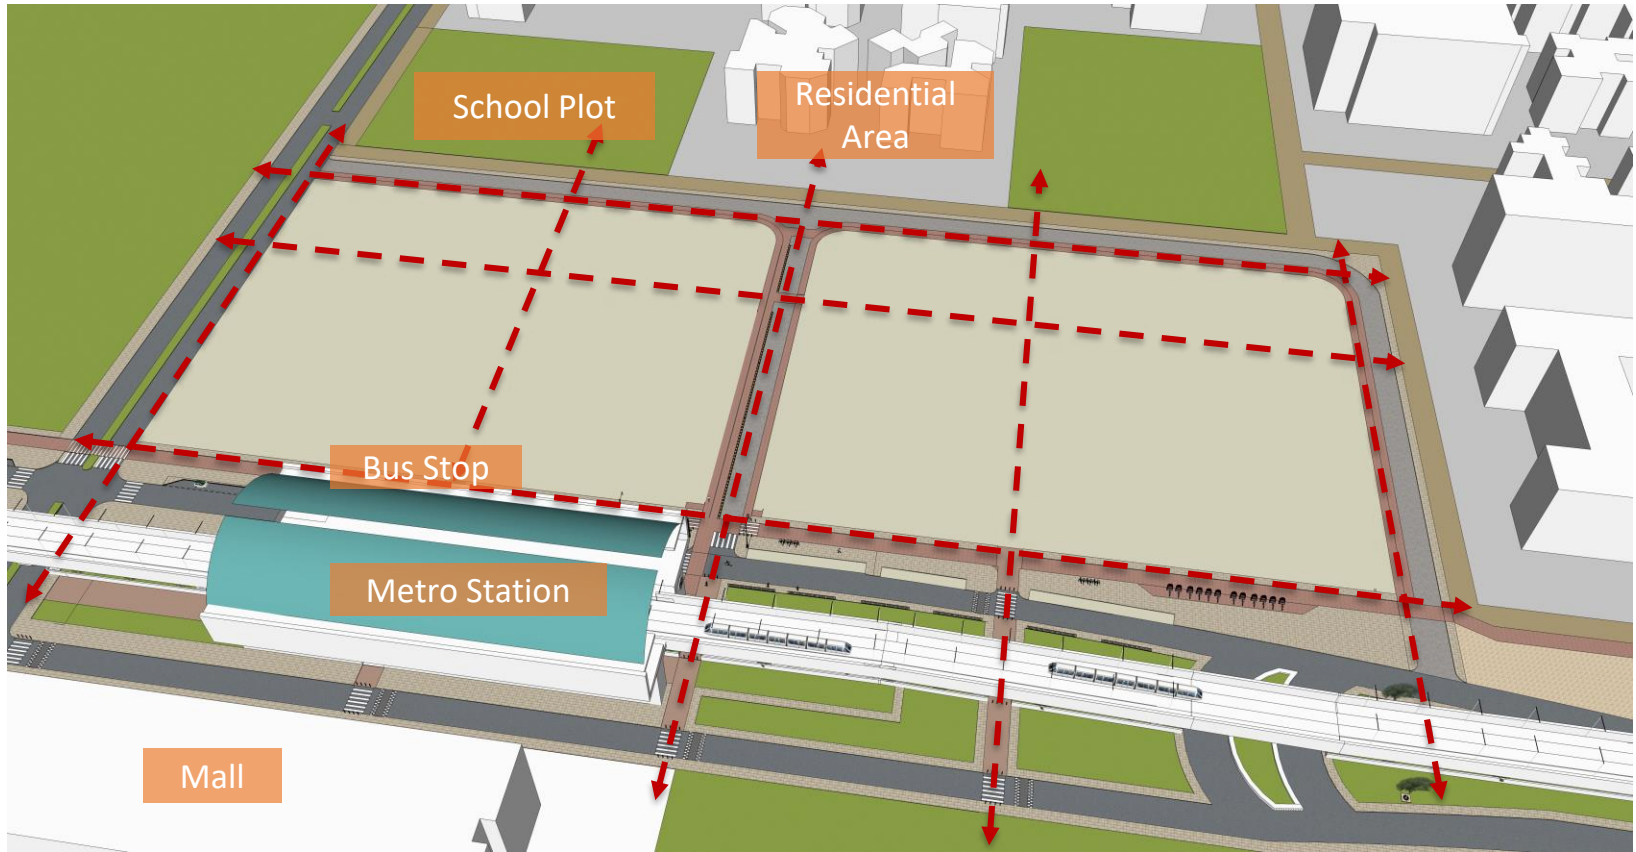 School Plot
Residential
Area
Bus Stop
Metro Station
Mall